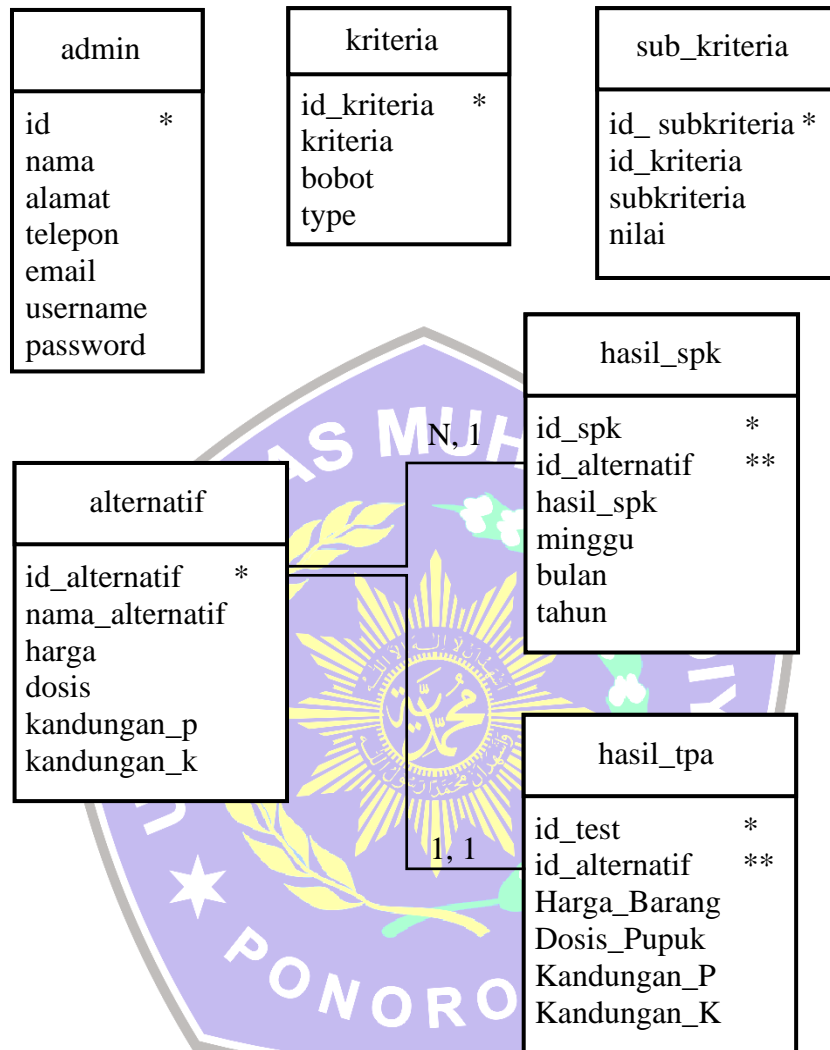 admin
id *
nama
alamat
telepon
email
username
password
kriteria
id_kriteria *
kriteria
bobot
type
sub_kriteria
id_ subkriteria *
id_kriteria
subkriteria
nilai
alternatif
id_alternatif *
nama_alternatif
harga
dosis
kandungan_p
kandungan_k
N, 1
hasil_spk
id_spk *
id_alternatif **
hasil_spk
minggu
bulan
tahun
1, 1
hasil_tpa
id_test *
id_alternatif **
Harga_Barang
Dosis_Pupuk
Kandungan_P
Kandungan_K
AS MUH
IY
PONORO